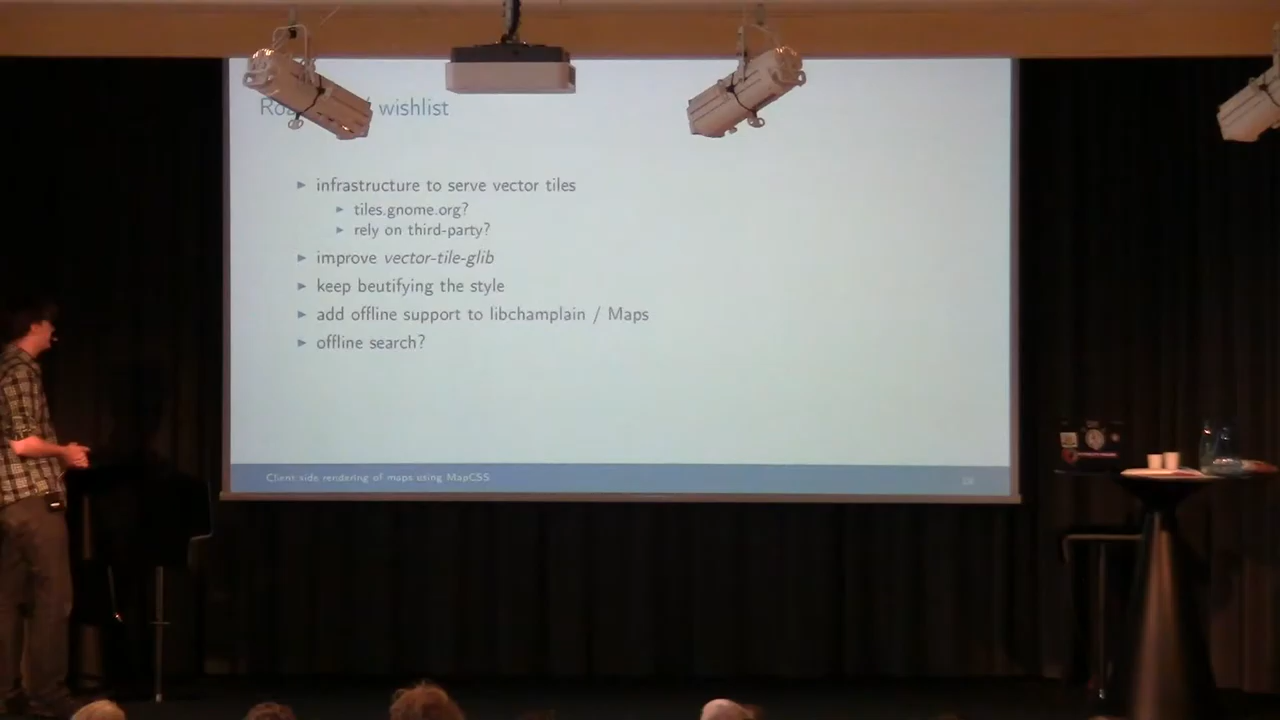 wishlist
infrastructure to serve vector tiles
tiles.gnome.org?
rely on third-party?
improve vector-tile-glib
keep beutifying the style
add offline support to libchamplain / Maps
offline search?
Client side rendering of maps using MapCSS